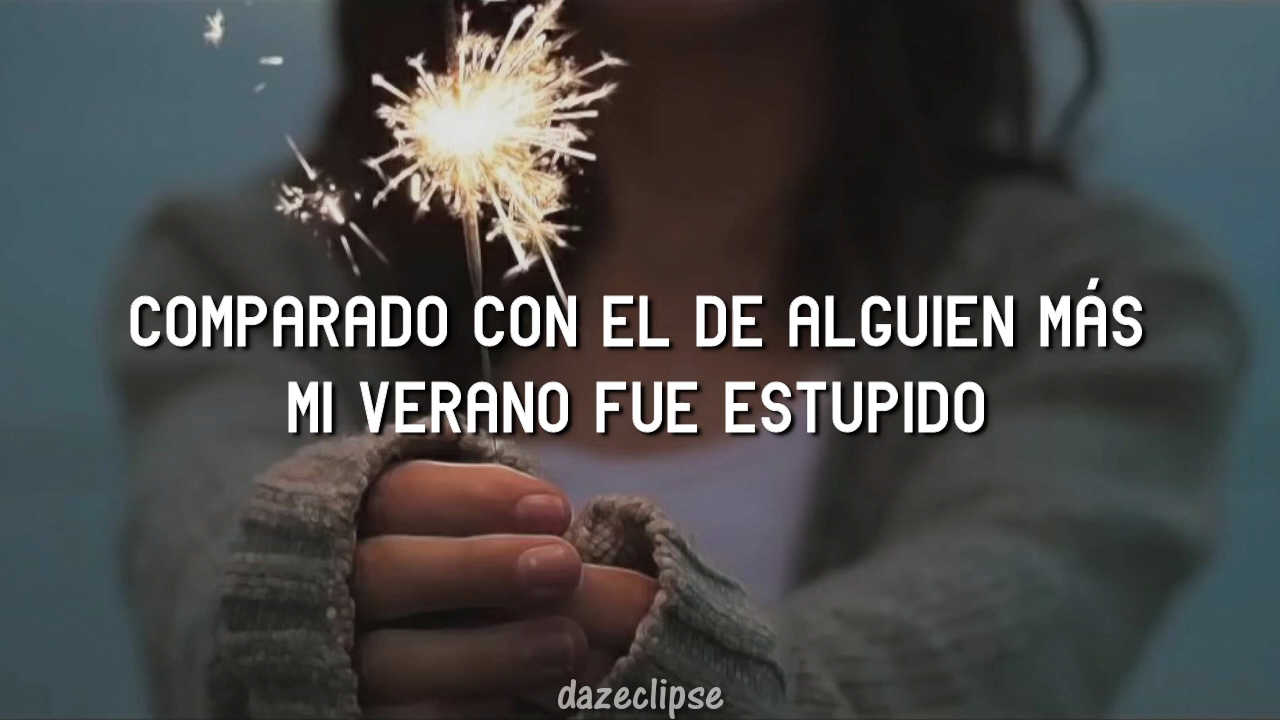 COMPARADO CON EL DE ALGUIEN MÁS
MI VERANO FUE ESTUPIDO
dazeclipse